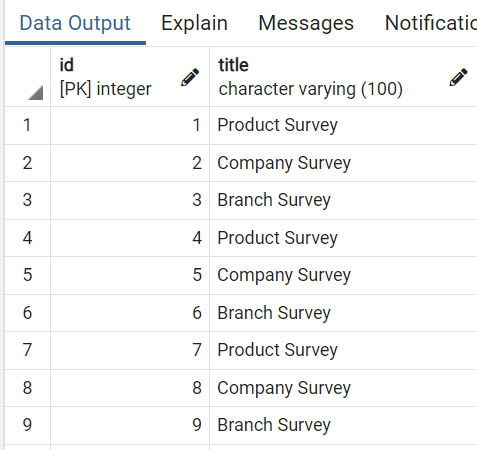 Data Output Explain Messages Notificatio
id title
[PK] integer character varying (100)
1 1 Product Survey
2 2 Company Survey
3 3 Branch Survey
4 4 Product Survey
5 5 Company Survey
6 6 Branch Survey
7 7 Product Survey
8 8 Company Survey
9 9 Branch Survey